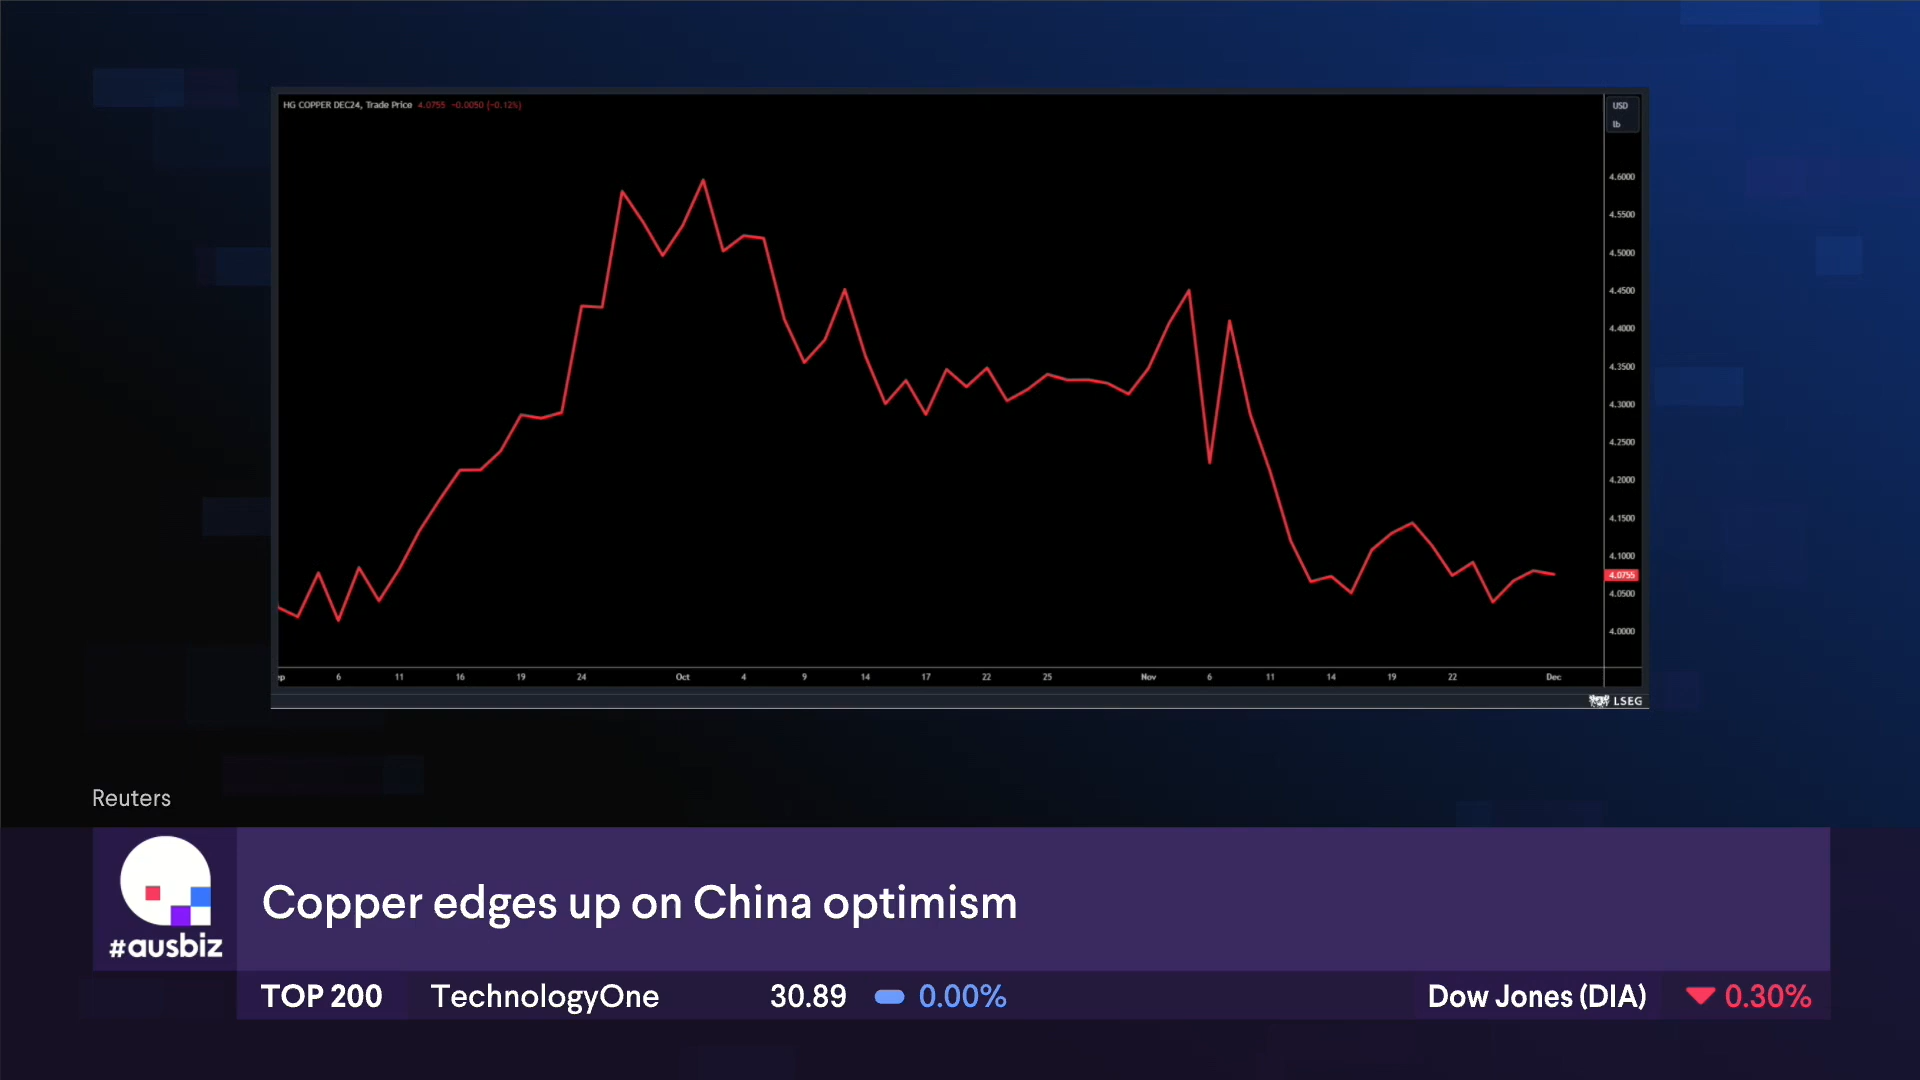 HG COPPER DEC24, Trade Price 4.0755 -0.0050 (-0.12%)
USD
lb
4.6000
4.5500
4.5000
4.4500
4.4000
4.3500
4.3000
4.2500
4.2000
4.1500
4.1000
4.0755
4.0500
4.0000
ep 6 11 16 19 24 Oct 4 9 14 17 22 25 Nov 6 11 14 19 22 Dec
LSEG
Reuters
Copper edges up on China optimism
#ausbiz
TOP 200 TechnologyOne 30.89 0.00% Dow Jones (DIA) 0.30%